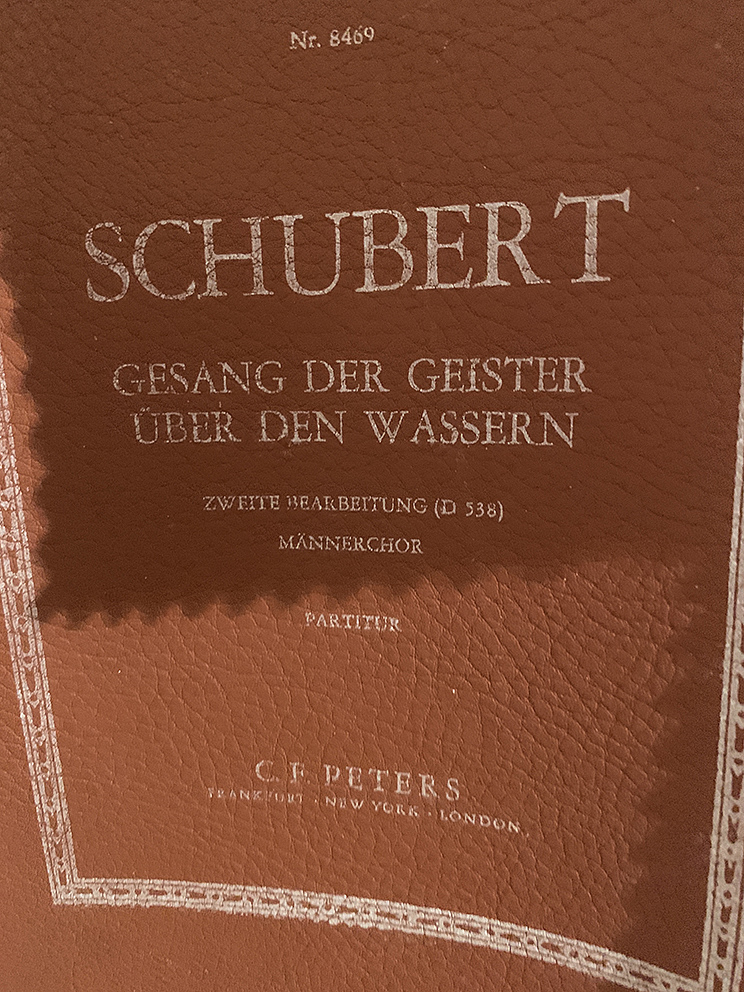 Nr. 8469
SCHUBERT
GESANG DER GEISTER
ÜBER DEN WASSERN
ZWEITE BEARBEITUNG (D 538)
MÄNNERCHOR
PARTITUR
C. F. PETERS
FRANKFURT · NEW YORK · LONDON